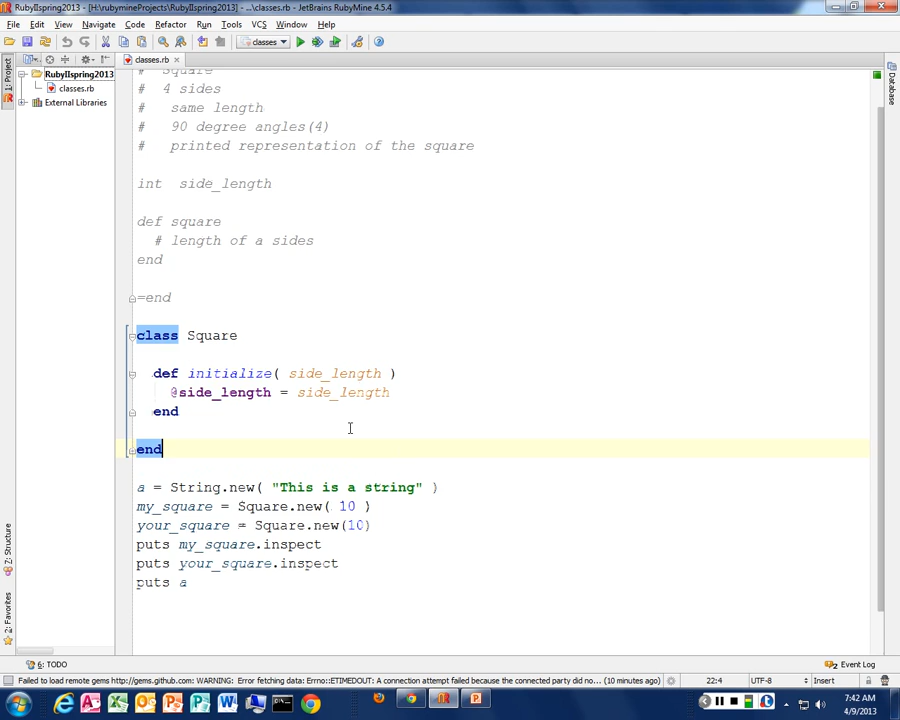 RubyIIspring2013 - [H:\rubymineProjects\RubyIIspring2013] - ...\classes.rb - JetBrains RubyMine 4.5.4
File Edit View Navigate Code Refactor Run Tools VCS Window Help
classes
1: Project
classes.rb
Database
RubyIIspring2013
classes.rb
External Libraries
# Square
# 4 sides
# same length
# 90 degree angles(4)
# printed representation of the square
int side_length
def square
# length of a sides
end
=end
class Square
def initialize( side_length )
@side_length = side_length
end
end
a = String.new( "This is a string" )
my_square = Square.new( 10 )
your_square = Square.new(10)
puts my_square.inspect
puts your_square.inspect
puts a
Z: Structure
2: Favorites
6: TODO
2 Event Log
Failed to load remote gems http://gems.github.com: WARNING: Error fetching data: Errno::ETIMEDOUT: A connection attempt failed because the connected party did no... (10 minutes ago)
22:4
UTF-8
Insert
7:42 AM
4/9/2013